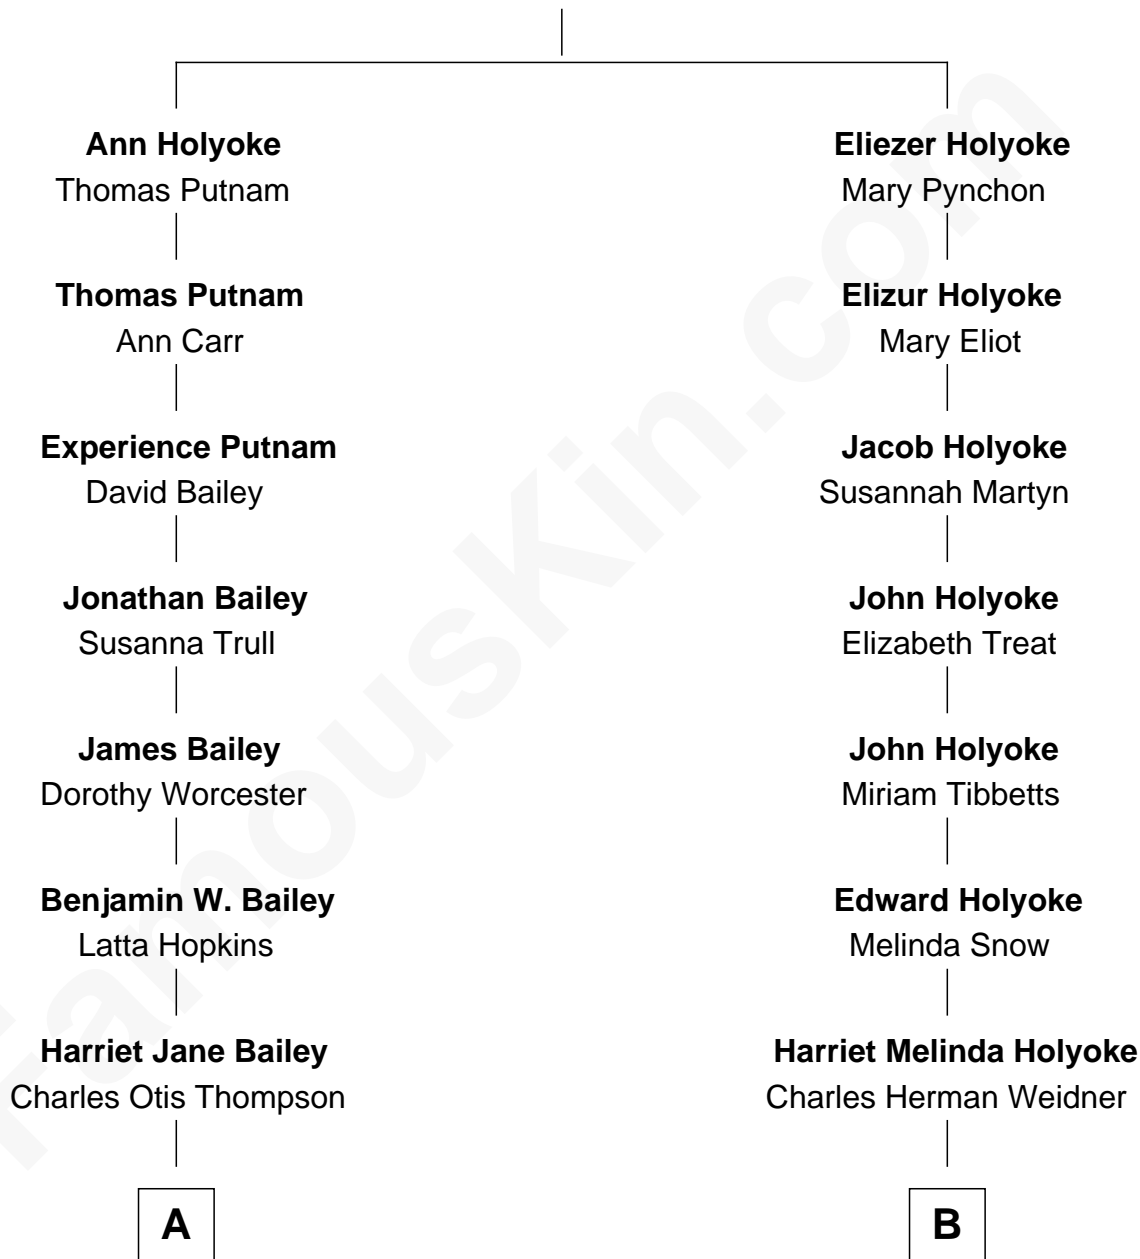 Ann Holyoke
Thomas Putnam
Thomas Putnam
Ann Carr
Experience Putnam
David Bailey
Jonathan Bailey
Susanna Trull
James Bailey
Dorothy Worcester
Benjamin W. Bailey
Latta Hopkins
Harriet Jane Bailey
Charles Otis Thompson
A
Eliezer Holyoke
Mary Pynchon
Elizur Holyoke
Mary Eliot
Jacob Holyoke
Susannah Martyn
John Holyoke
Elizabeth Treat
John Holyoke
Miriam Tibbetts
Edward Holyoke
Melinda Snow
Harriet Melinda Holyoke
Charles Herman Weidner
B
FamousKin.com